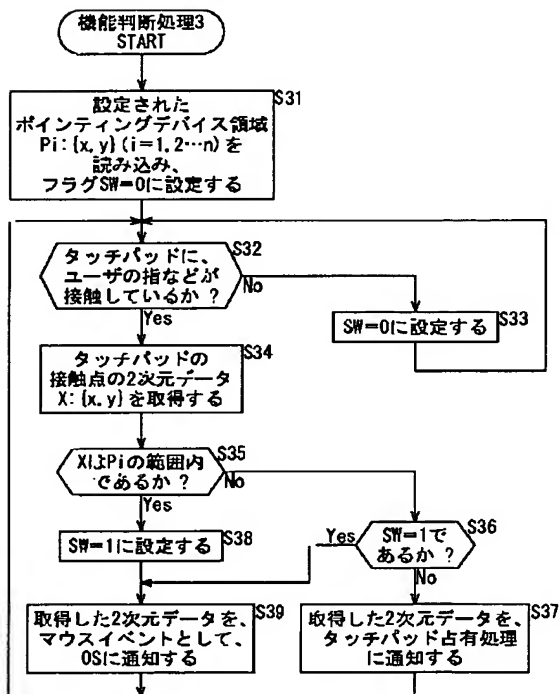 機能判断処理3
START
S31
設定された
ポインティングデバイス領域
Pi:{x,y}(i=1,2…n)を
読み込み、
フラグSW=0に設定する
S32
タッチパッドに、
ユーザの指などが
接触しているか ?
No
Yes
S33
SW=0に設定する
S34
タッチパッドの
接触点の2次元データ
X:{x.y}を取得する
S35
XはPiの範囲内
であるか ?
No
Yes
S36
SW=1で
あるか ?
Yes
No
S38
SW=1に設定する
S39
取得した2次元データを、
マウスイベントとして、
OSに通知する
S37
取得した2次元データを、
タッチパッド占有処理
に通知する